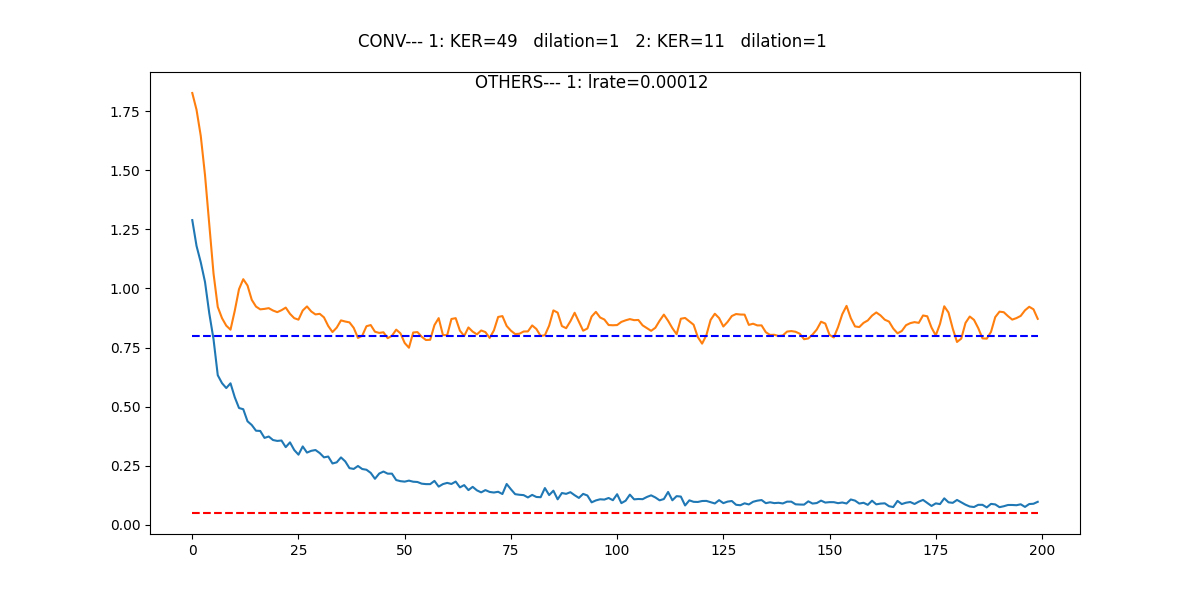 CONV--- 1: KER=49   dilation=1   2: KER=11   dilation=1
OTHERS--- 1: lrate=0.00012
1.75
1.50
1.25
1.00
0.75
0.50
0.25
0.00
0 25 50 75 100 125 150 175 200